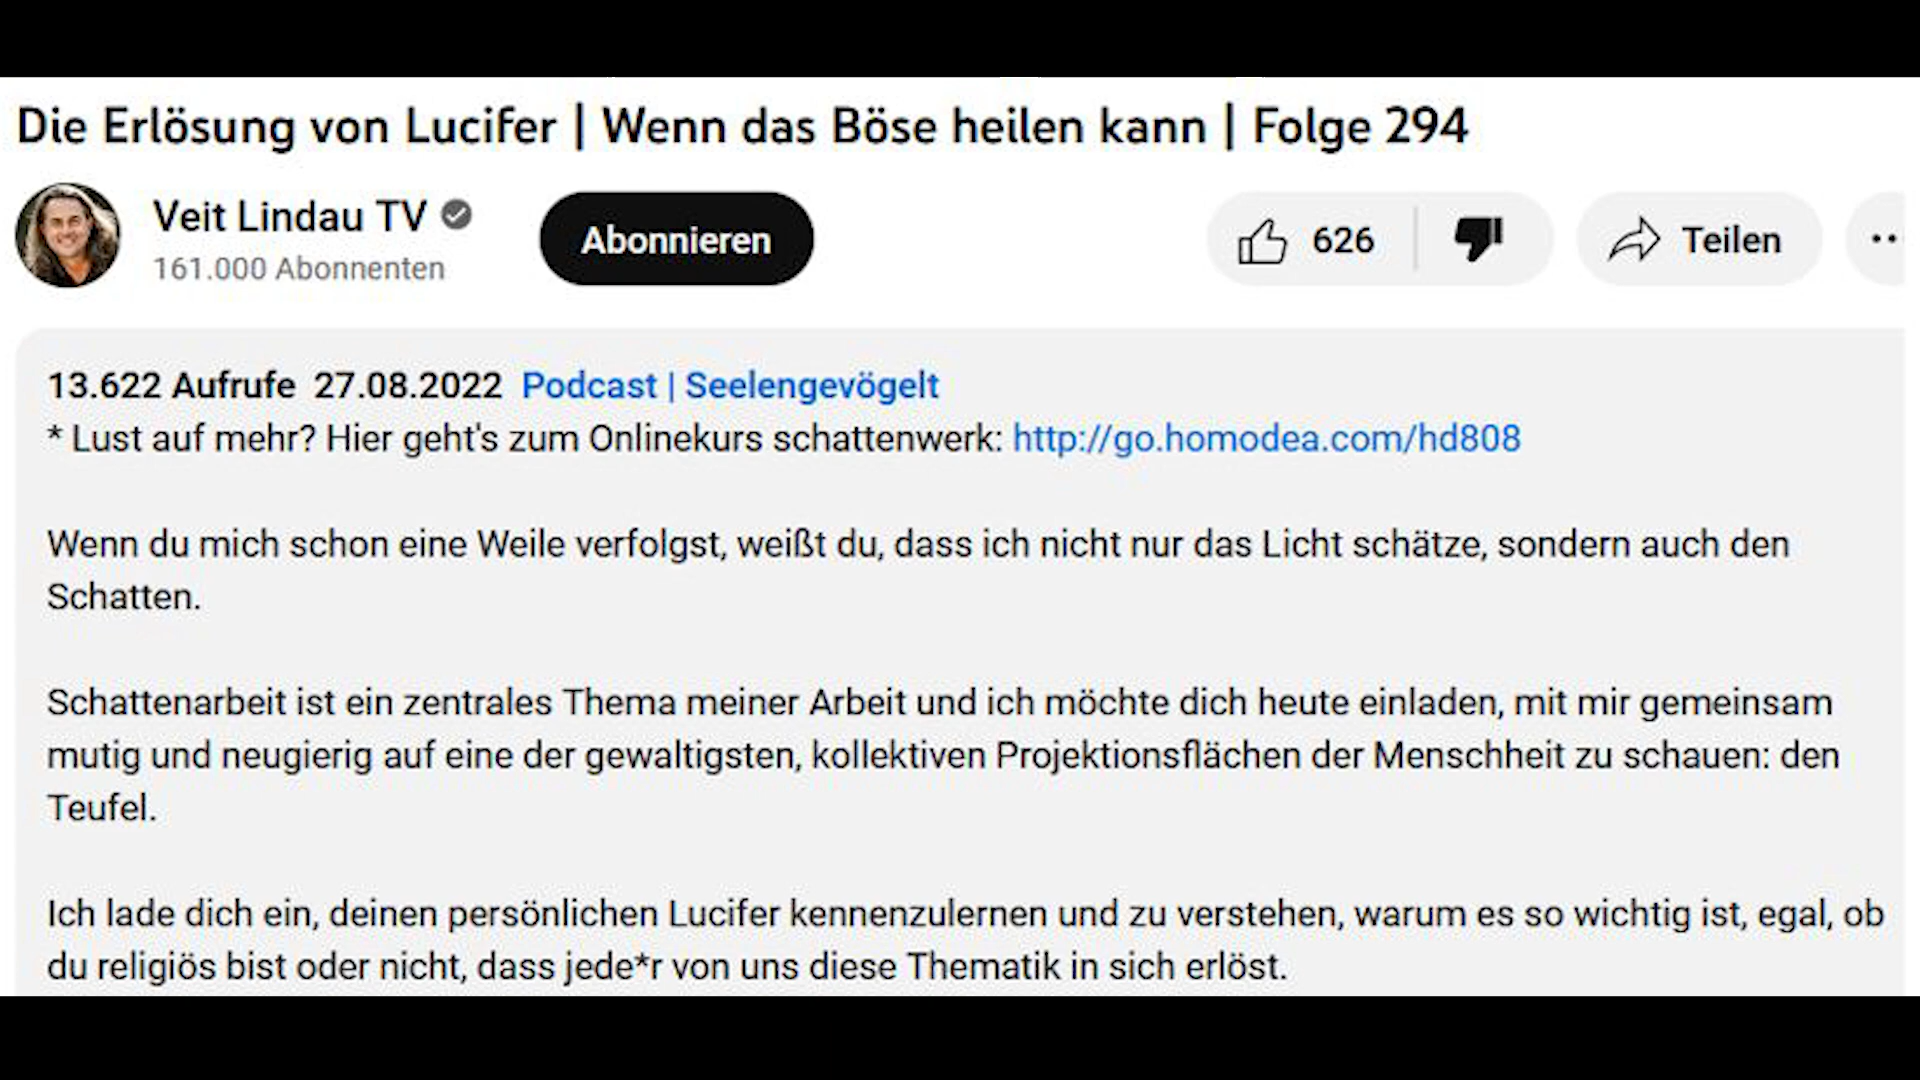 Die Erlösung von Lucifer | Wenn das Böse heilen kann | Folge 294
Veit Lindau TV
161.000 Abonnenten
Abonnieren
626
Teilen
13.622 Aufrufe 27.08.2022 Podcast | Seelengevögelt
* Lust auf mehr? Hier geht's zum Onlinekurs schattenwerk: http://go.homodea.com/hd808
Wenn du mich schon eine Weile verfolgst, weißt du, dass ich nicht nur das Licht schätze, sondern auch den
Schatten.
Schattenarbeit ist ein zentrales Thema meiner Arbeit und ich möchte dich heute einladen, mit mir gemeinsam
mutig und neugierig auf eine der gewaltigsten, kollektiven Projektionsflächen der Menschheit zu schauen: den
Teufel.
Ich lade dich ein, deinen persönlichen Lucifer kennenzulernen und zu verstehen, warum es so wichtig ist, egal, ob
du religiös bist oder nicht, dass jede*r von uns diese Thematik in sich erlöst.